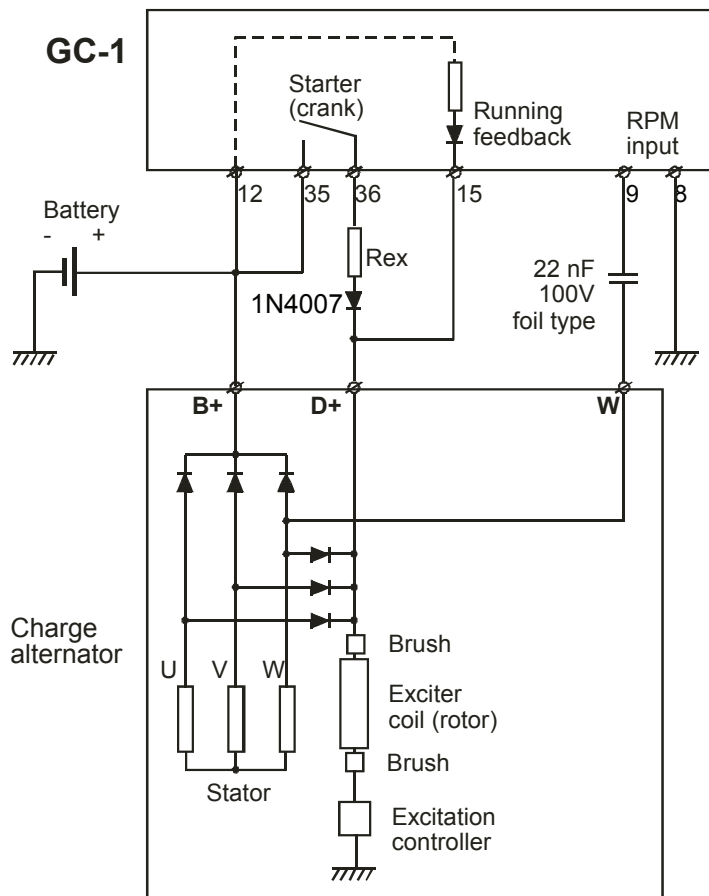 GC-1
Starter
(crank)
Running
feedback
RPM
input
12
35
36
15
9
8
Battery
- +
Rex
1N4007
22 nF
100V
foil type
B+
D+
W
Charge
alternator
U
V
W
Brush
Exciter
coil (rotor)
Brush
Stator
Excitation
controller